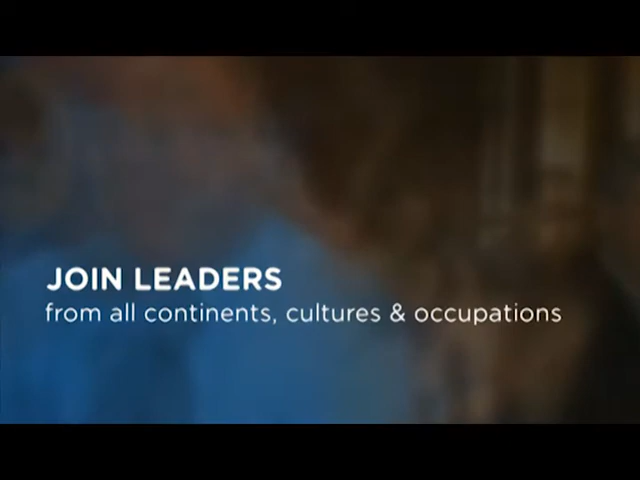 JOIN LEADERS
from all continents, cultures & occupations